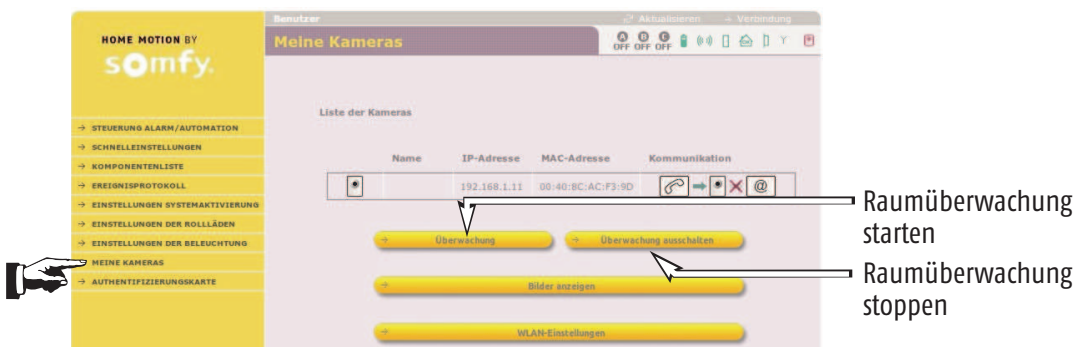 Benutzer
Aktualisieren
Verbindung
HOME MOTION BY
somfy.
Meine Kameras
A B C
OFF OFF OFF
Liste der Kameras
STEUERUNG ALARM/AUTOMATION
SCHNELLEINSTELLUNGEN
KOMPONENTENLISTE
EREIGNISPROTOKOLL
EINSTELLUNGEN SYSTEMAKTIVIERUNG
EINSTELLUNGEN DER ROLLLÄDEN
EINSTELLUNGEN DER BELEUCHTUNG
MEINE KAMERAS
AUTHENTIFIZIERUNGSKARTE
Name IP-Adresse MAC-Adresse Kommunikation
192.168.1.11 00:40:8C:AC:F3:9D @
Überwachung
Überwachung ausschalten
Bilder anzeigen
WLAN-Einstellungen
Raumüberwachung
starten
Raumüberwachung
stoppen